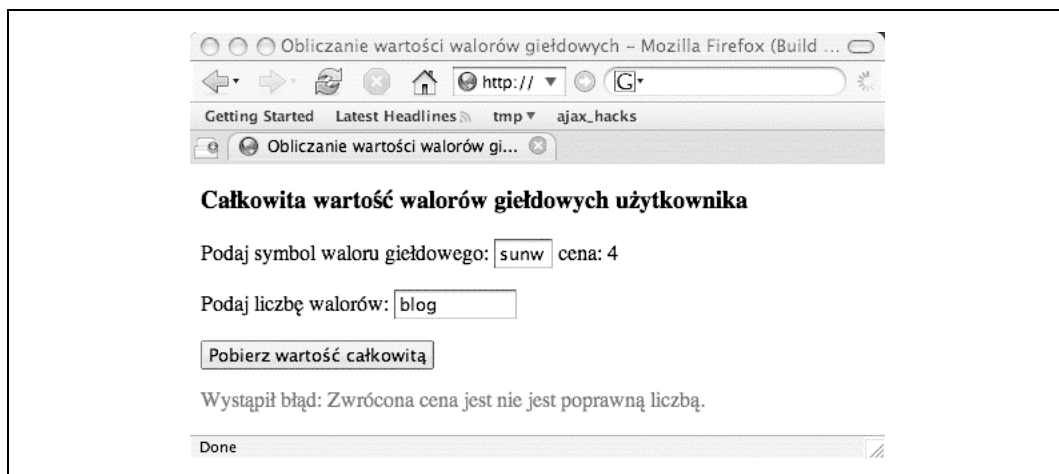 Obliczanie wartości walorów giełdowych – Mozilla Firefox (Build ...
http://
G
Getting Started Latest Headlines tmp ajax_hacks
Obliczanie wartości walorów gi...
Całkowita wartość walorów giełdowych użytkownika
Podaj symbol waloru giełdowego: sunw cena: 4
Podaj liczbę walorów: blog
Pobierz wartość całkowitą
Wystąpił błąd: Zwrócona cena jest nie jest poprawną liczbą.
Done